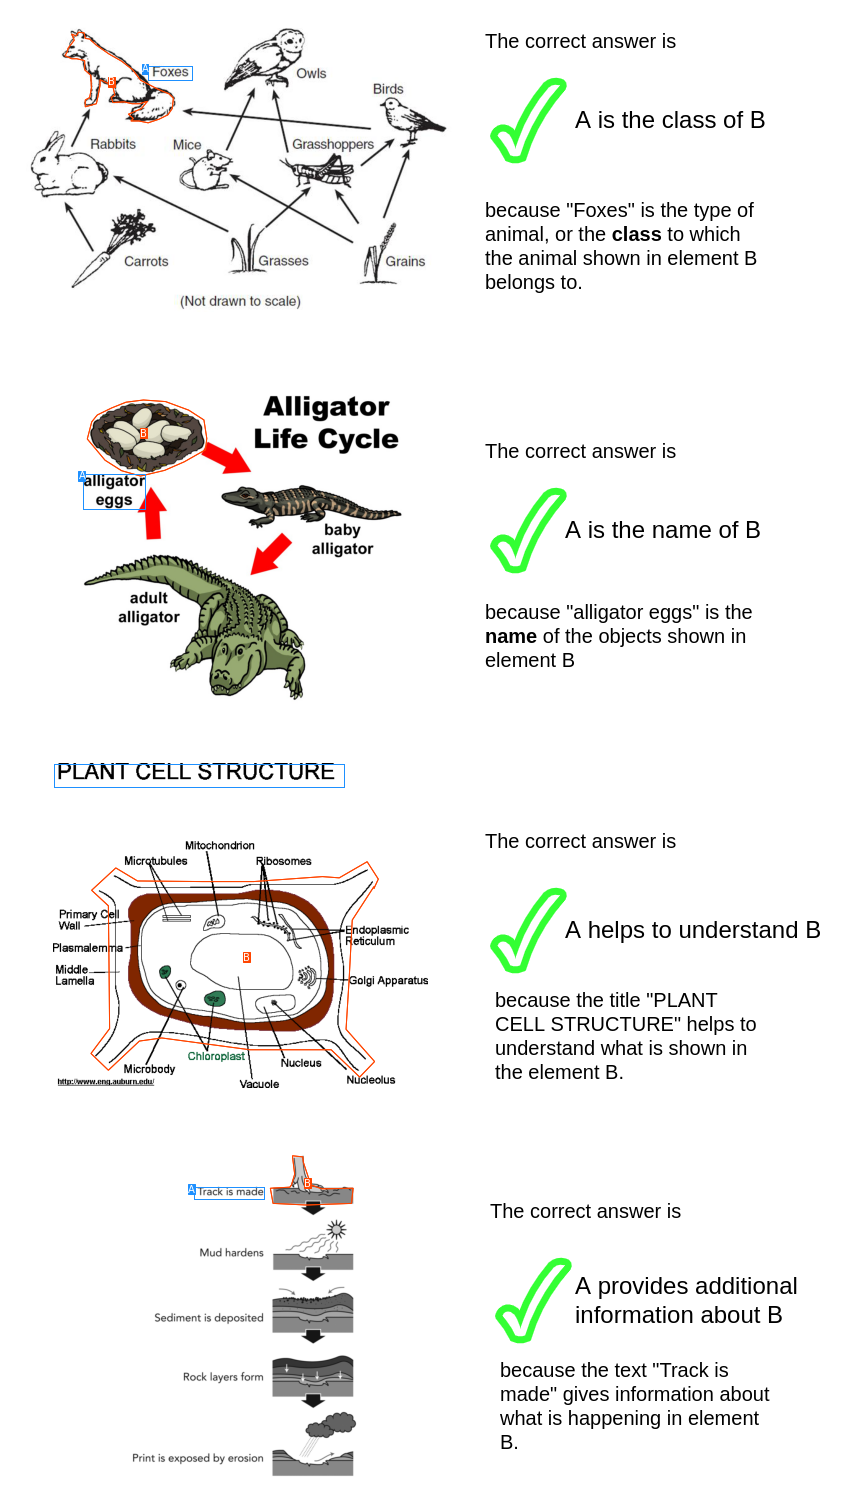 The correct answer is
A Foxes
B
Owls
Birds
A is the class of B
Rabbits
Mice
Grasshoppers
because "Foxes" is the type of
animal, or the class to which
the animal shown in element B
belongs to.
Carrots
Grasses
Grains
(Not drawn to scale)
Alligator
Life Cycle
B
The correct answer is
A alligator
eggs
baby
alligator
A is the name of B
adult
alligator
because "alligator eggs" is the
name of the objects shown in
element B
PLANT CELL STRUCTURE
The correct answer is
Mitochondrion
Microtubules
Ribosomes
Primary Cell
Wall
Endoplasmic
Reticulum
Plasmalemma
B
Middle
Lamella
Golgi Apparatus
A helps to understand B
because the title "PLANT
CELL STRUCTURE" helps to
understand what is shown in
the element B.
Chloroplast
Nucleus
Microbody
Nucleolus
Vacuole
http://www.eng.auburn.edu/
B
A Track is made
The correct answer is
Mud hardens
A provides additional
information about B
Sediment is deposited
Rock layers form
because the text "Track is
made" gives information about
what is happening in element
B.
Print is exposed by erosion